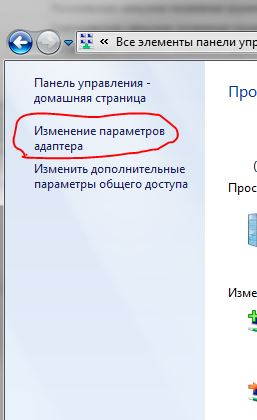 « Все элементы панели упр
Панель управления -
домашняя страница
Про
Изменение параметров
адаптера
(
Изменить дополнительные
параметры общего доступа
Прос
Изме